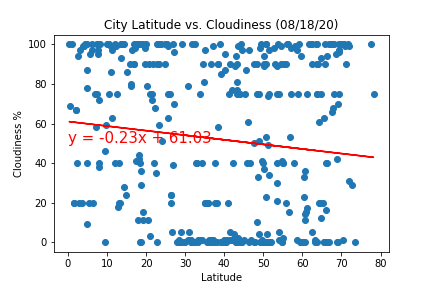 City Latitude vs. Cloudiness (08/18/20)
100
80
60
40
20
0
Cloudiness %
y = -0.23x + 61.03
0 10 20 30 40 50 60 70 80
Latitude